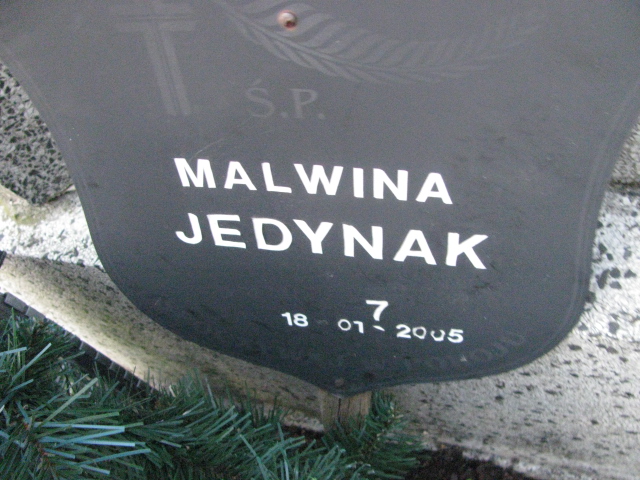 Ś.P.
MALWINA
JEDYNAK
7
18-01-2005